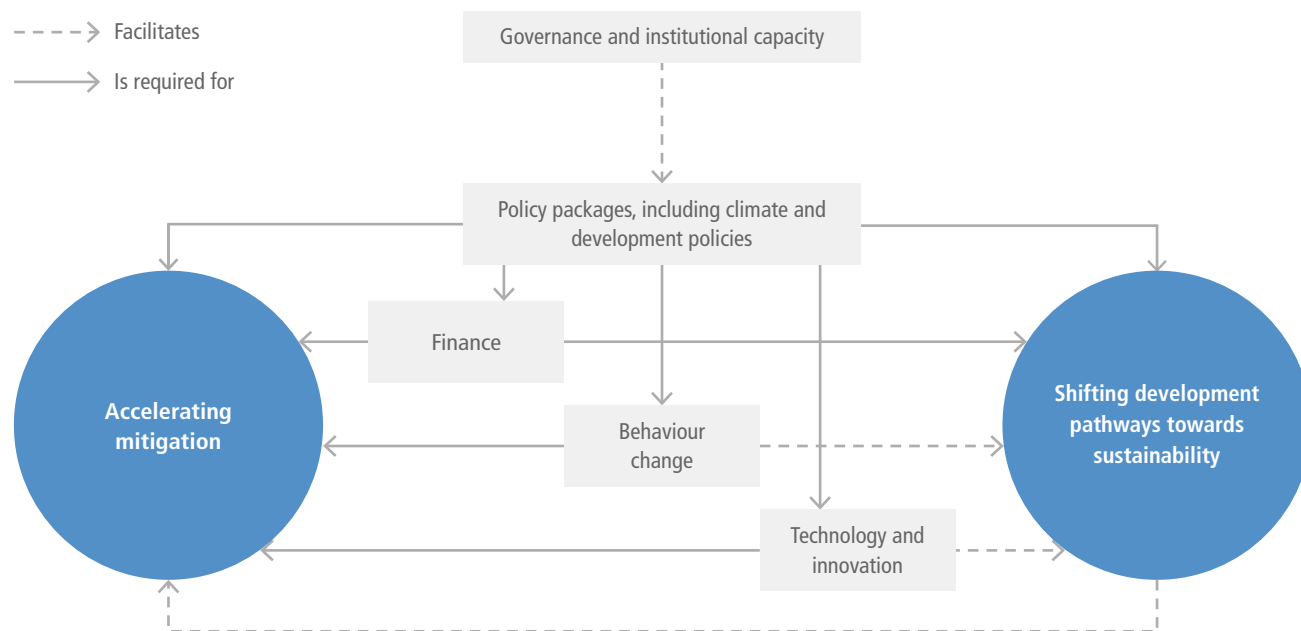 Facilitates
Is required for
Governance and institutional capacity
Policy packages, including climate and
development policies
Finance
Accelerating
mitigation
Behaviour
change
Shifting development
pathways towards
sustainability
Technology and
innovation